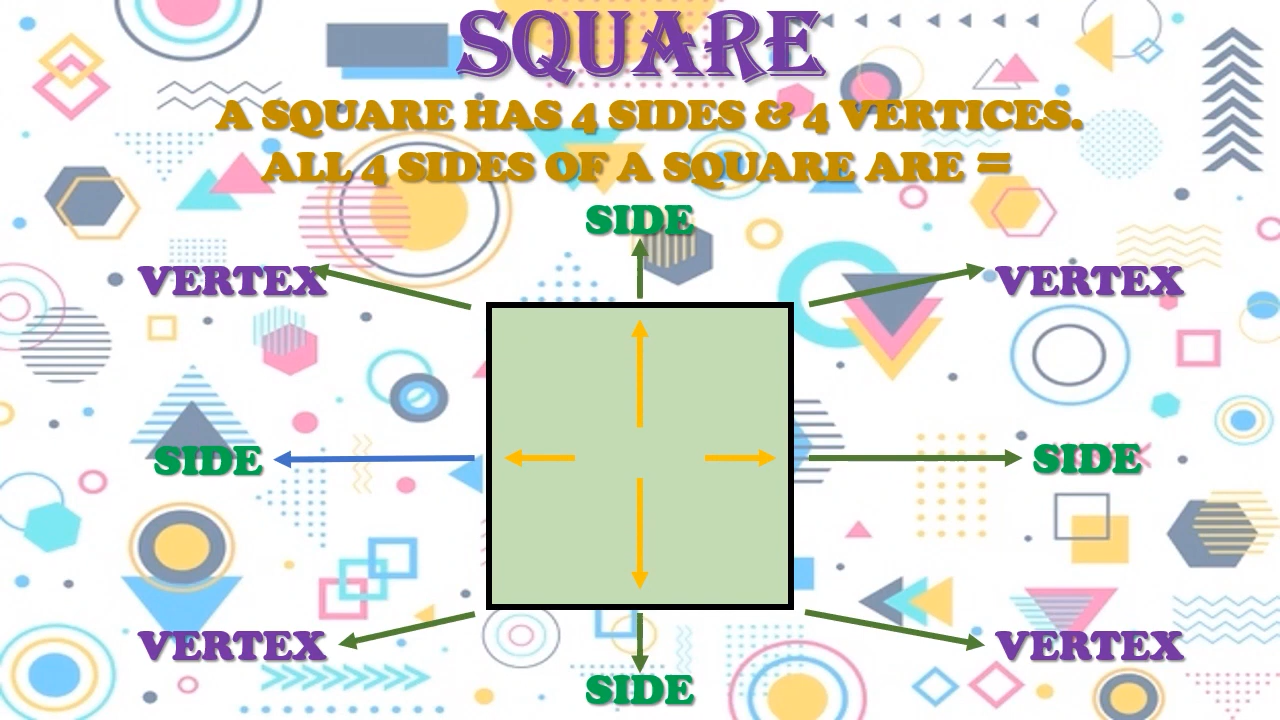 SQUARE
A SQUARE HAS 4 SIDES & 4 VERTICES.
ALL 4 SIDES OF A SQUARE ARE =
SIDE
VERTEX
VERTEX
SIDE
SIDE
VERTEX
VERTEX
SIDE